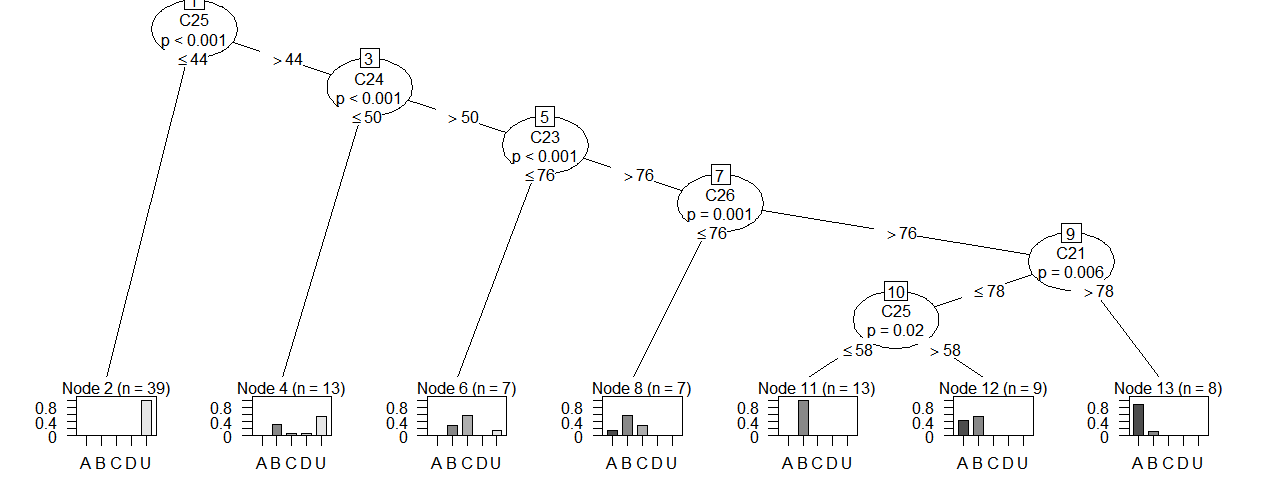 1
C25
p < 0.001
≤ 44
> 44
3
C24
p < 0.001
≤ 50
> 50
5
C23
p < 0.001
≤ 76
> 76
7
C26
p = 0.001
≤ 76
> 76
9
C21
p = 0.006
≤ 78
> 78
10
C25
p = 0.02
≤ 58
> 58
Node 2 (n = 39)
0.8
0.4
0
A B C D U
Node 4 (n = 13)
0.8
0.4
0
A B C D U
Node 6 (n = 7)
0.8
0.4
0
A B C D U
Node 8 (n = 7)
0.8
0.4
0
A B C D U
Node 11 (n = 13)
0.8
0.4
0
A B C D U
Node 12 (n = 9)
0.8
0.4
0
A B C D U
Node 13 (n = 8)
0.8
0.4
0
A B C D U